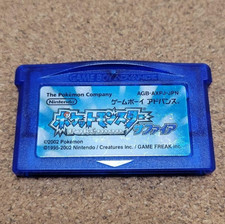 GAME BOY ADVANCE
The Pokémon Company
AGB-AXPJ-JPN
Nintendo
ゲームボーイ アドバンス
ポケットモンスター
サファイア
©2002 Pokémon
©1995-2002 Nintendo / Creatures inc. / GAME FREAK inc.